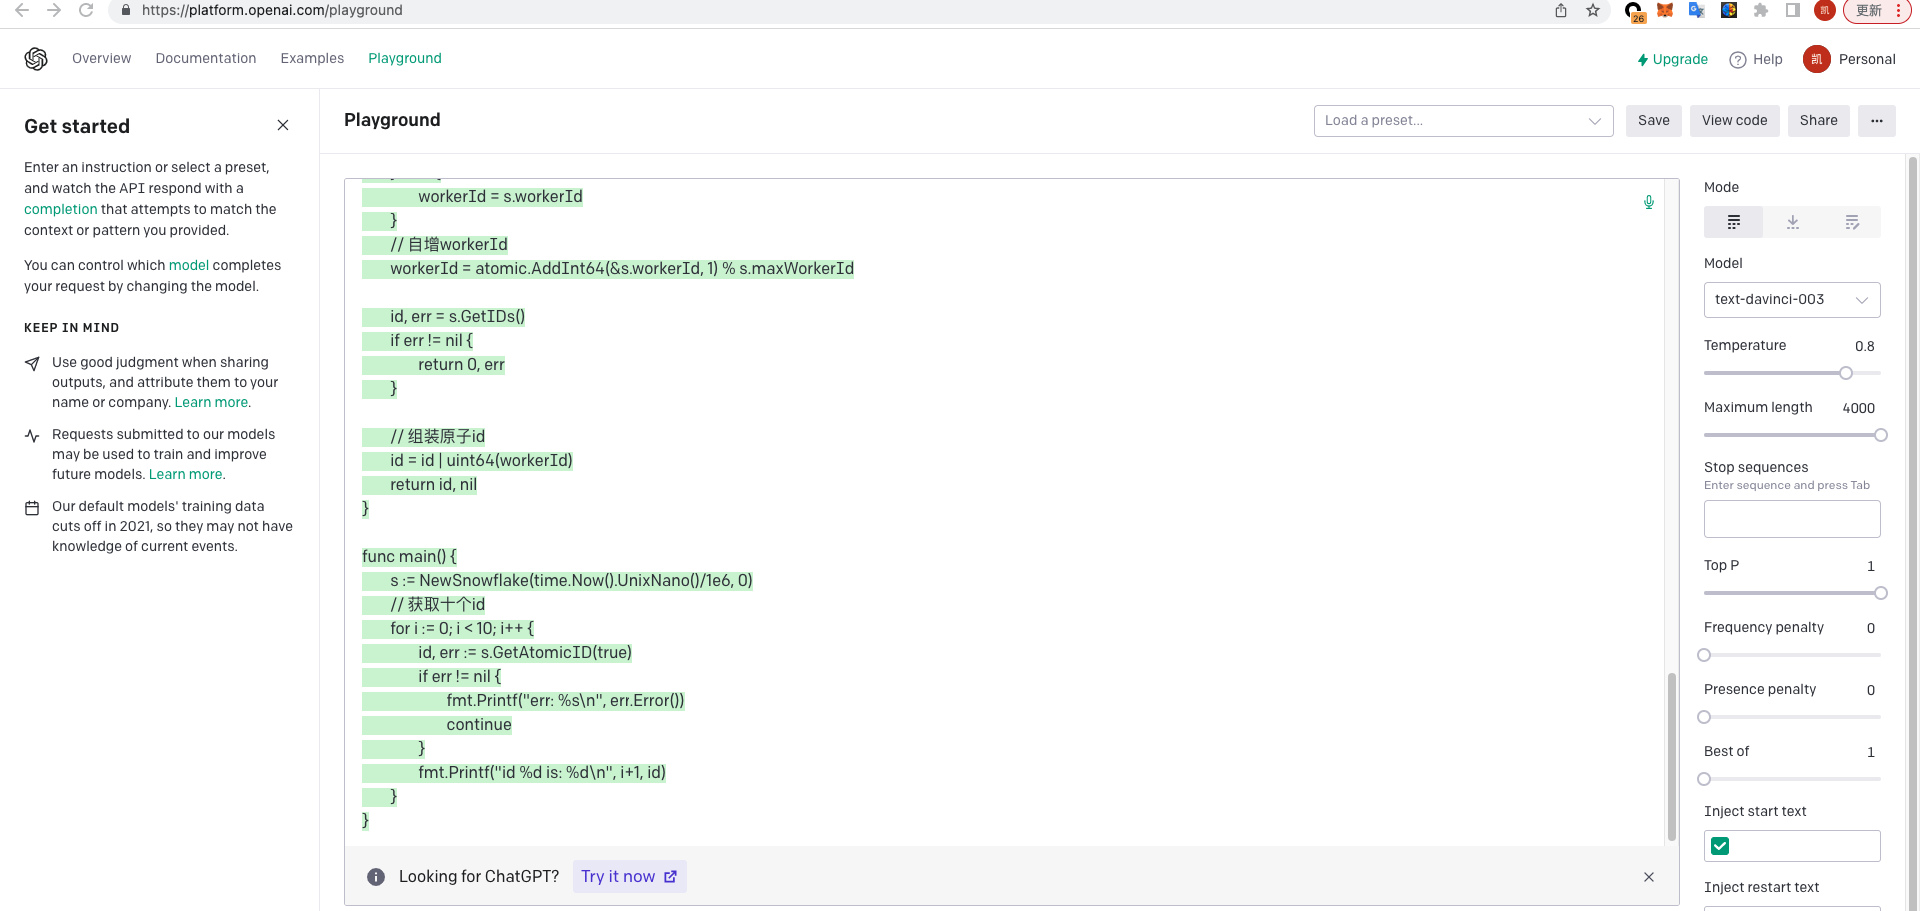 https://platform.openai.com/playground
26
凯
更新
Overview
Documentation
Examples
Playground
Upgrade
Help
凯
Personal
Get started
Enter an instruction or select a preset,
and watch the API respond with a
completion that attempts to match the
context or pattern you provided.
You can control which model completes
your request by changing the model.
KEEP IN MIND
Use good judgment when sharing
outputs, and attribute them to your
name or company. Learn more.
Requests submitted to our models
may be used to train and improve
future models. Learn more.
Our default models' training data
cuts off in 2021, so they may not have
knowledge of current events.
Playground
Load a preset...
Save
View code
Share
...
workerId = s.workerId
}
// 自增workerId
workerId = atomic.AddInt64(&s.workerId, 1) % s.maxWorkerId
id, err = s.GetIDs()
if err != nil {
return 0, err
}
// 组装原子id
id = id | uint64(workerId)
return id, nil
}
func main() {
s := NewSnowflake(time.Now().UnixNano()/1e6, 0)
// 获取十个id
for i := 0; i < 10; i++ {
id, err := s.GetAtomicID(true)
if err != nil {
fmt.Printf("err: %s\n", err.Error())
continue
}
fmt.Printf("id %d is: %d\n", i+1, id)
}
}
Looking for ChatGPT?
Try it now
Mode
Model
text-davinci-003
Temperature 0.8
Maximum length 4000
Stop sequences
Enter sequence and press Tab
Top P 1
Frequency penalty 0
Presence penalty 0
Best of 1
Inject start text
Inject restart text